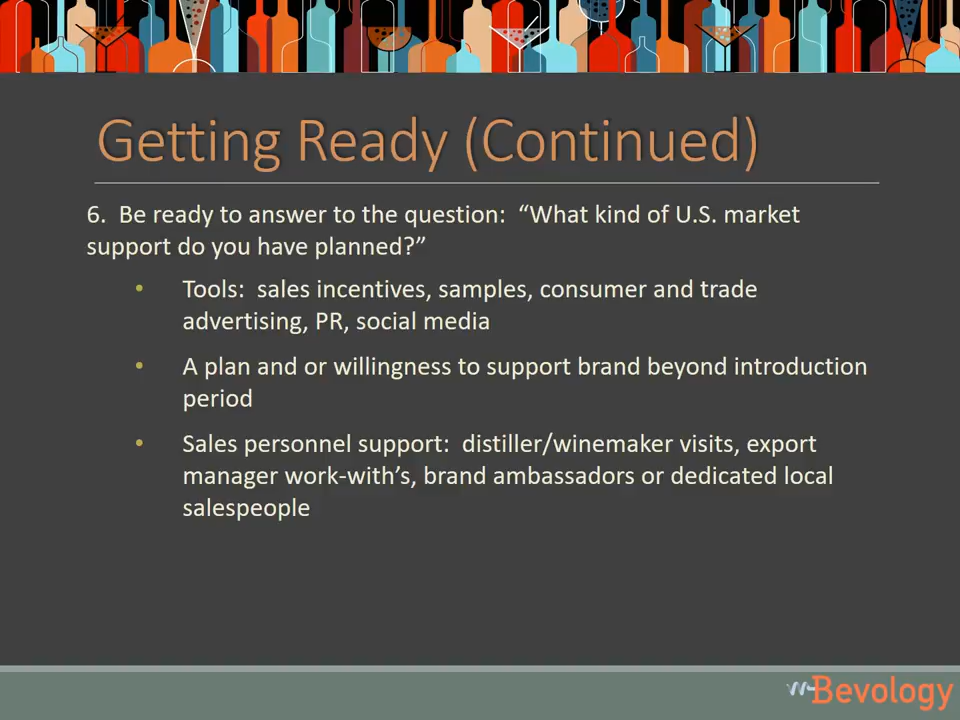 Getting Ready (Continued)
6.  Be ready to answer to the question:  “What kind of U.S. market
support do you have planned?”
• Tools:  sales incentives, samples, consumer and trade
advertising, PR, social media
• A plan and or willingness to support brand beyond introduction
period
• Sales personnel support:  distiller/winemaker visits, export
manager work-with’s, brand ambassadors or dedicated local
salespeople
Bevology